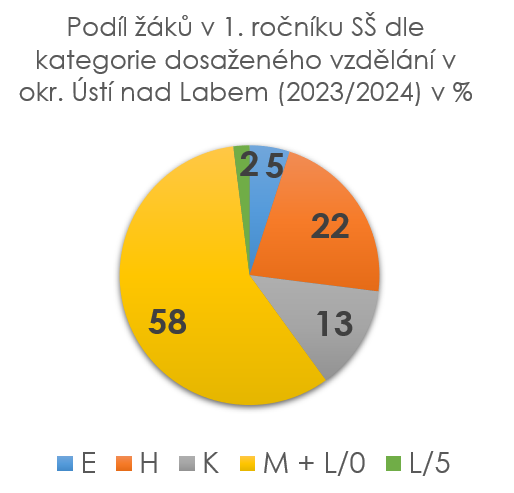 Podíl žáků v 1. ročníku SŠ dle
kategorie dosaženého vzdělání v
okr. Ústí nad Labem (2023/2024) v %
2 5
22
58 13
E H K M + L/0 L/5